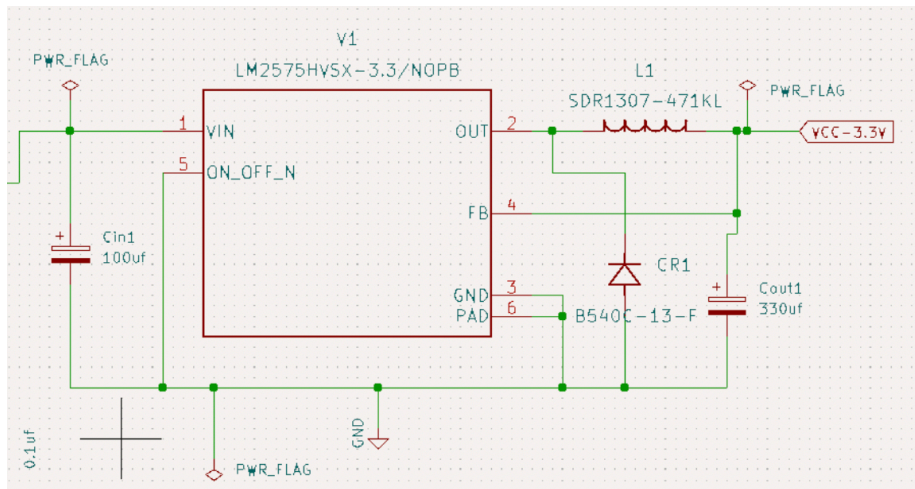 V1
PWR_FLAG
LM2575HVSX-3.3/NOPB
L1
SDR1307-471KL
PWR_FLAG
1
VIN
OUT
2
VCC-3.3V
5
ON_OFF_N
FB
4
+
Cin1
100uf
GND
3
PAD
6
CR1
B540C-13-F
+
Cout1
330uf
0.1uf
GND
PWR_FLAG